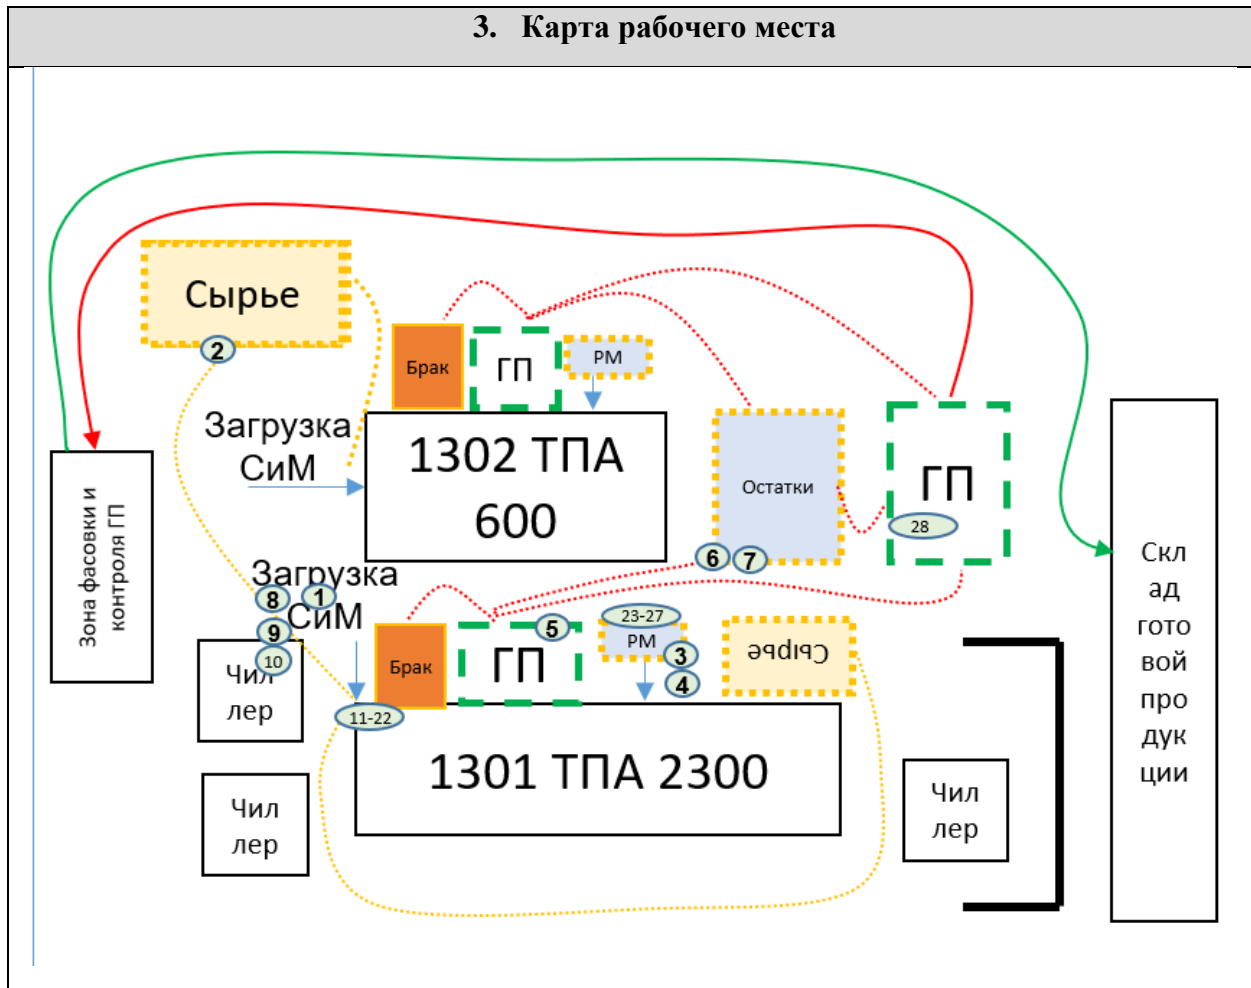 3. Карта рабочего места
Сырье
2
Брак
ГП
РМ
Загрузка
СиМ
1302 ТПА
600
Остатки
6
7
ГП
28
Зона фасовки и
контроля ГП
Скл
ад
гото
вой
про
дук
ции
Загрузка
СиМ
8
1
9
10
Чил
лер
Брак
ГП
5
23-27
РМ
3
4
Сырье
11-22
1301 ТПА 2300
Чил
лер
Чил
лер